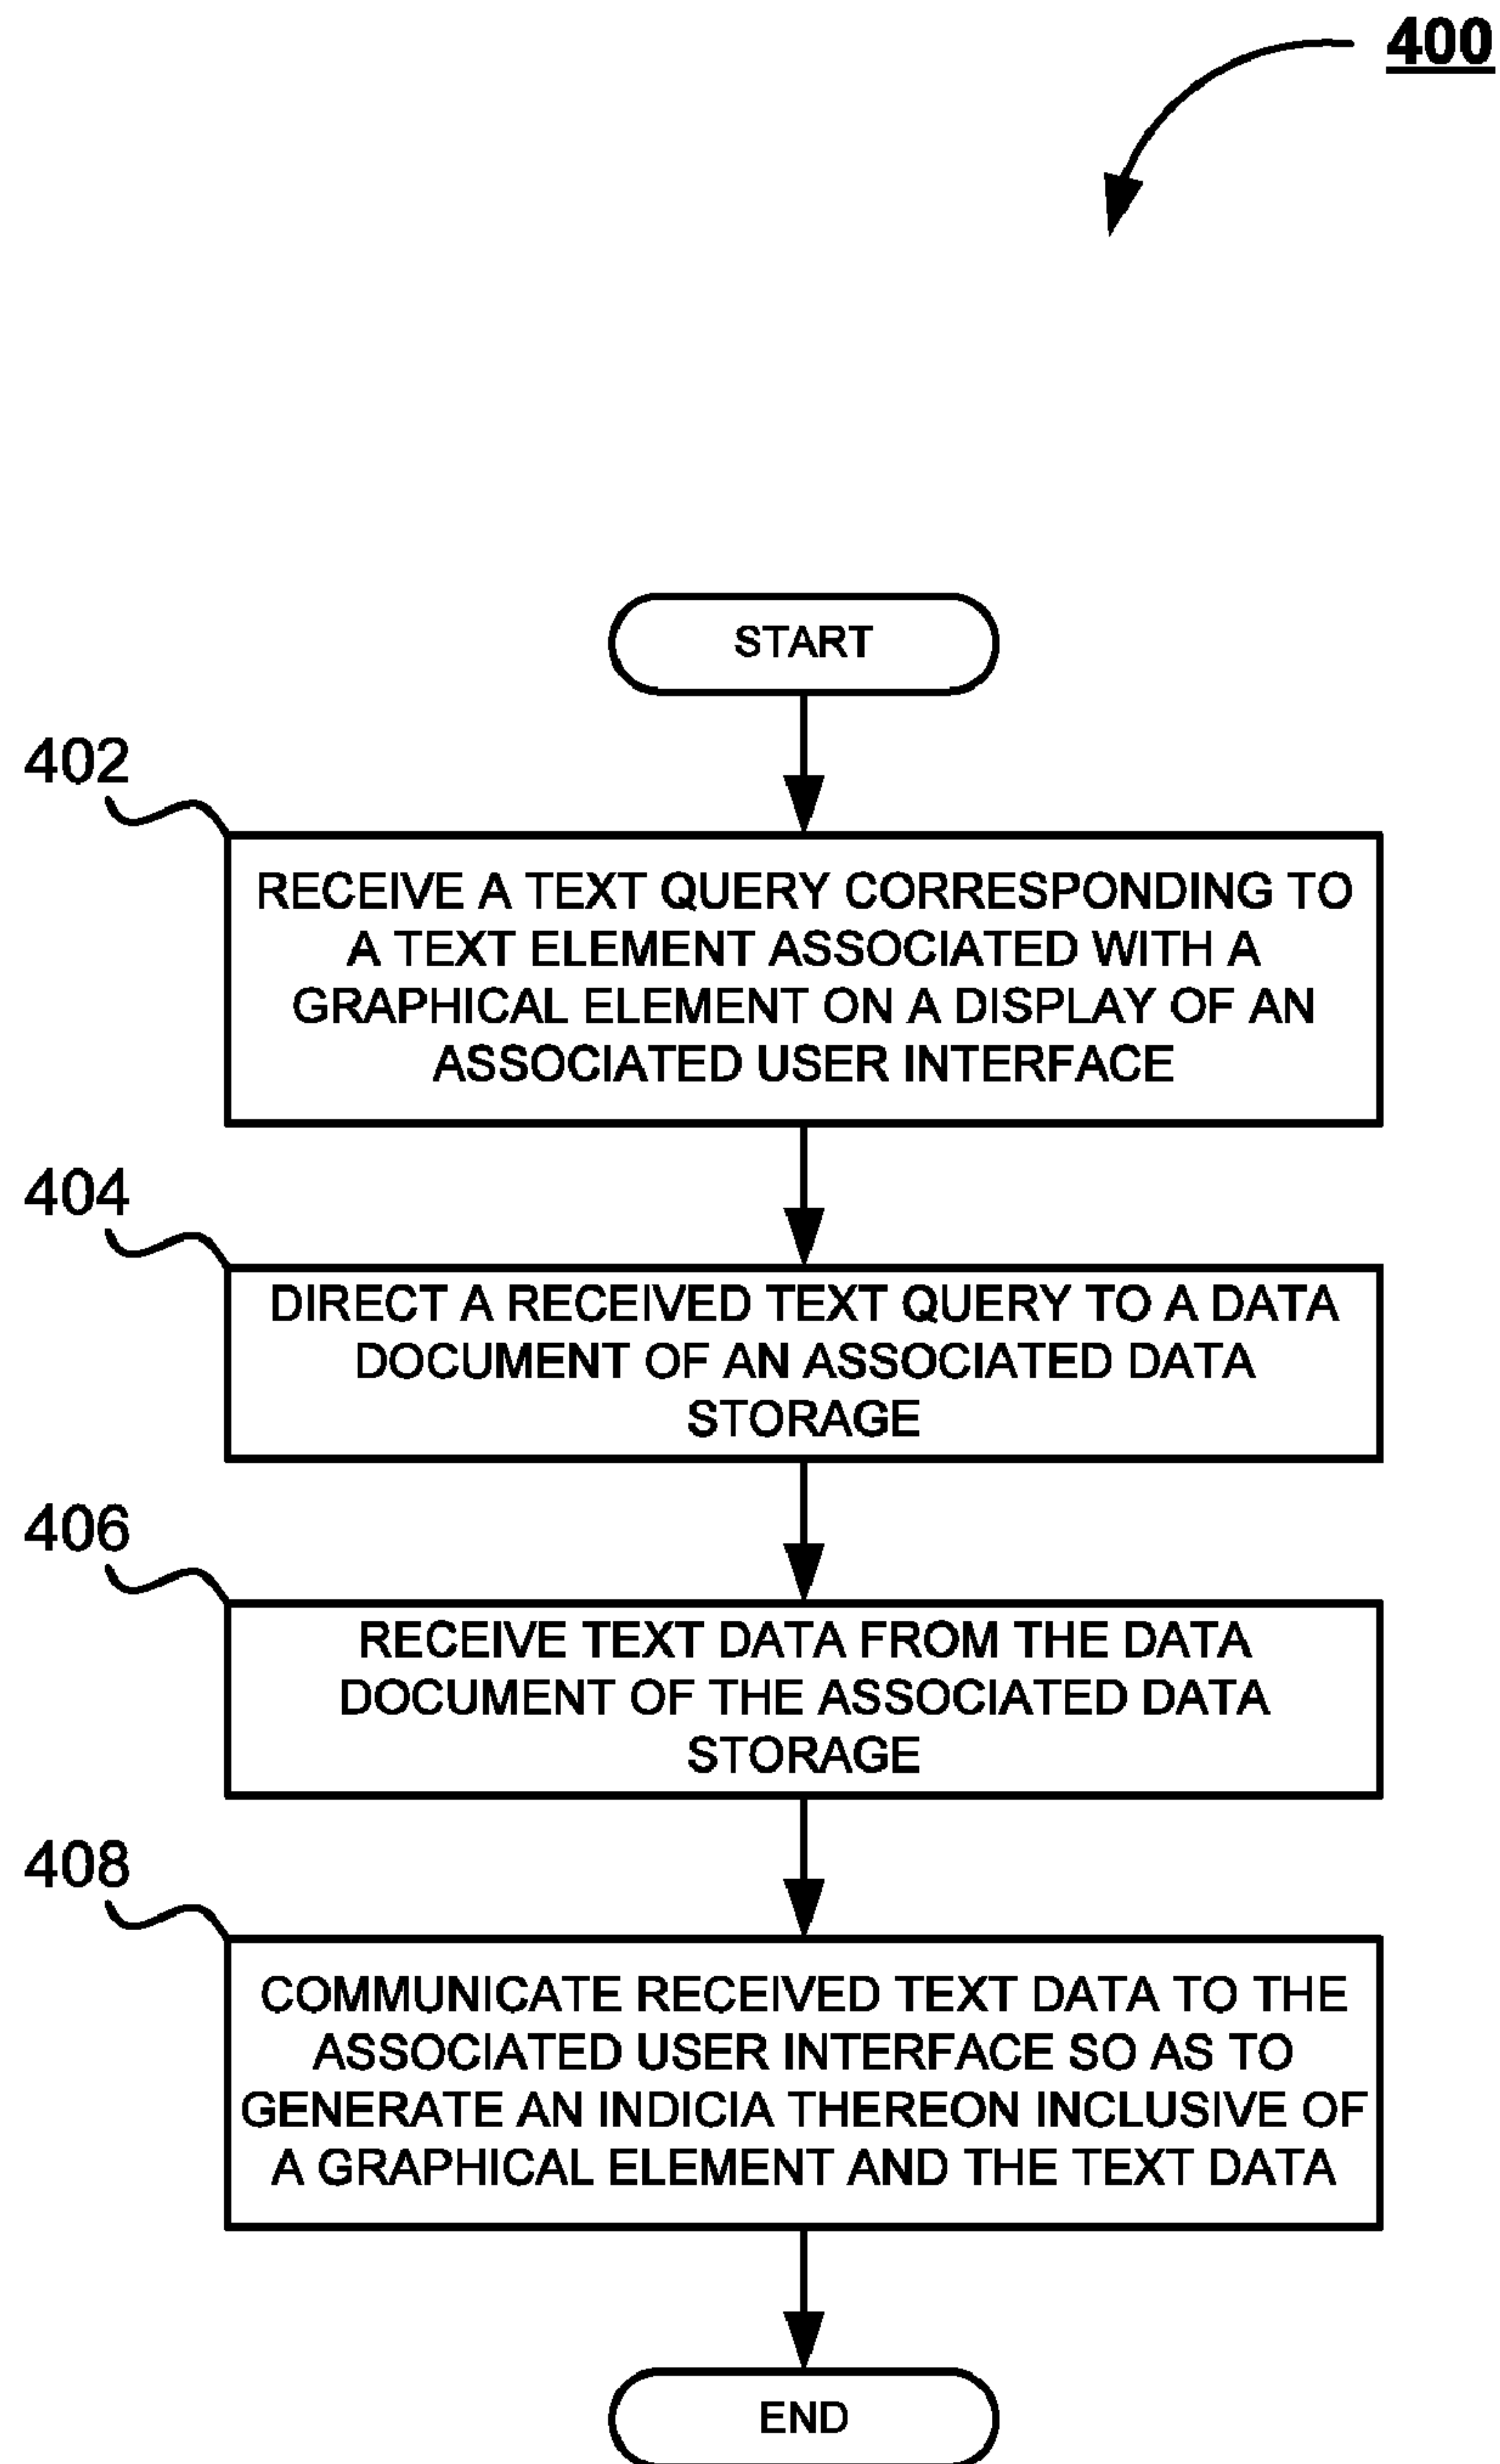 400
START
402
RECEIVE A TEXT QUERY CORRESPONDING TO
A TEXT ELEMENT ASSOCIATED WITH A
GRAPHICAL ELEMENT ON A DISPLAY OF AN
ASSOCIATED USER INTERFACE
404
DIRECT A RECEIVED TEXT QUERY TO A DATA
DOCUMENT OF AN ASSOCIATED DATA
STORAGE
406
RECEIVE TEXT DATA FROM THE DATA
DOCUMENT OF THE ASSOCIATED DATA
STORAGE
408
COMMUNICATE RECEIVED TEXT DATA TO THE
ASSOCIATED USER INTERFACE SO AS TO
GENERATE AN INDICIA THEREON INCLUSIVE OF
A GRAPHICAL ELEMENT AND THE TEXT DATA
END